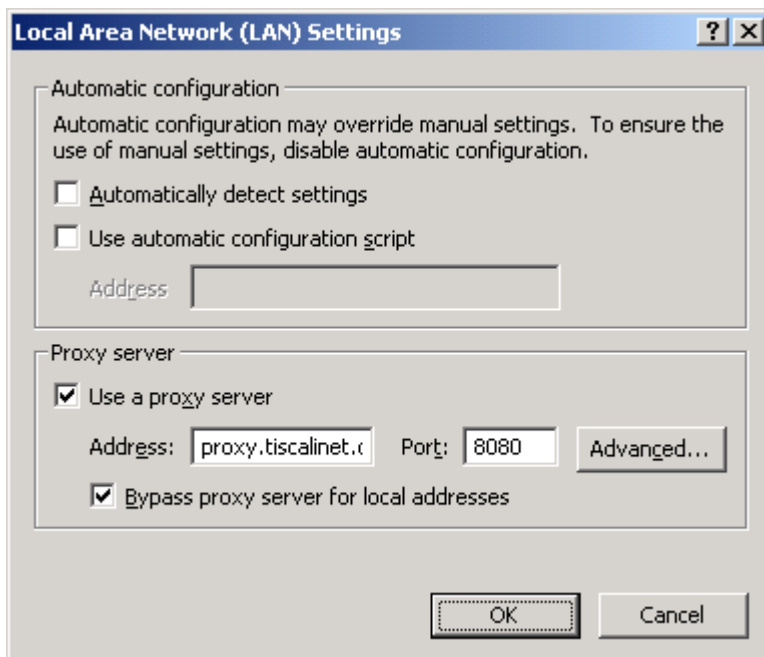 Local Area Network (LAN) Settings
Automatic configuration
Automatic configuration may override manual settings. To ensure the
use of manual settings, disable automatic configuration.
Automatically detect settings
Use automatic configuration script
Address
Proxy server
Use a proxy server
Address: proxy.tiscalinet.c Port: 8080 Advanced...
Bypass proxy server for local addresses
OK Cancel